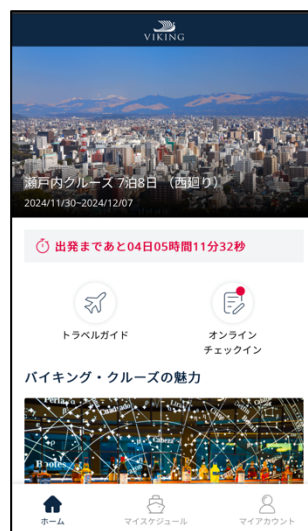 VIKING
瀬戸内クルーズ 7泊8日 （西廻り）
2024/11/30~2024/12/07
出発まであと04日05時間11分32秒
トラベルガイド
オンライン
チェックイン
バイキング・クルーズの魅力
Quadra
Bootes
ホーム
マイスケジュール
マイアカウント